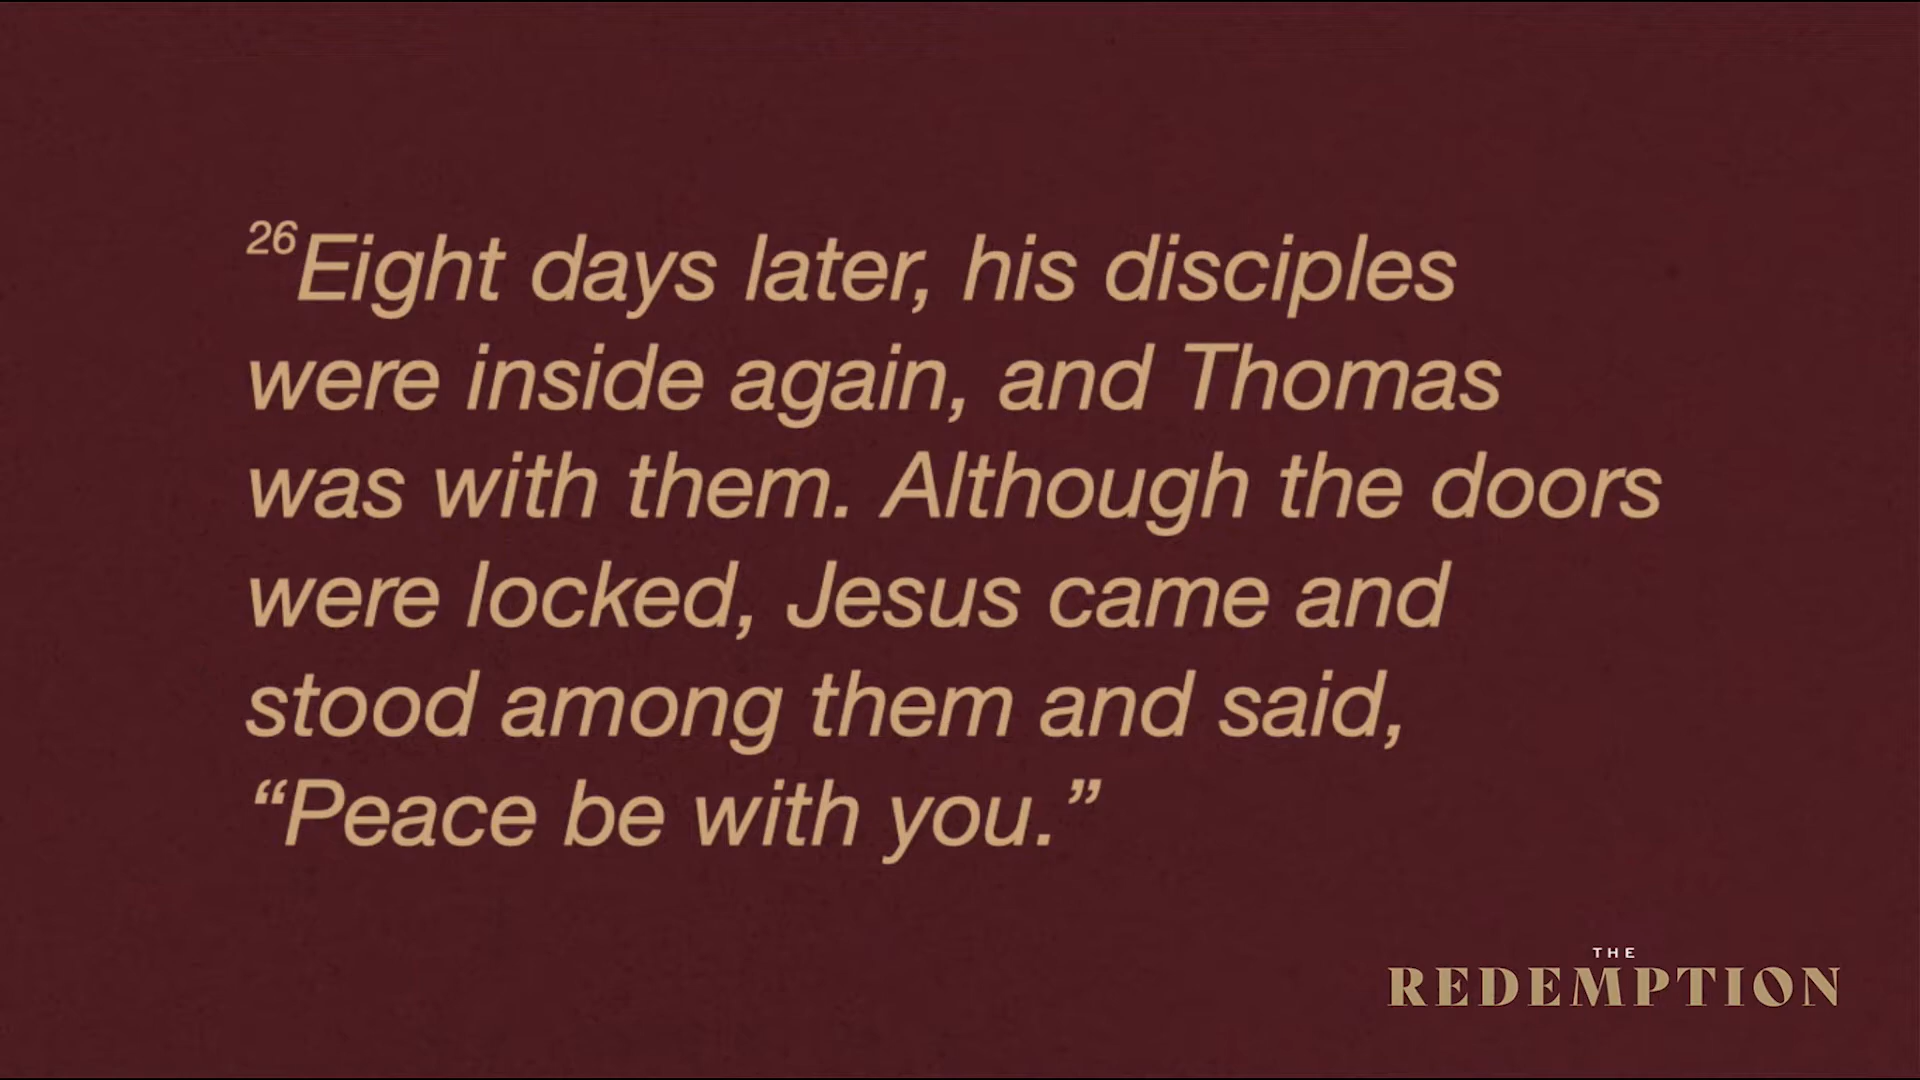 26Eight days later, his disciples
were inside again, and Thomas
was with them. Although the doors
were locked, Jesus came and
stood among them and said,
“Peace be with you.”
THE
REDEMPTION